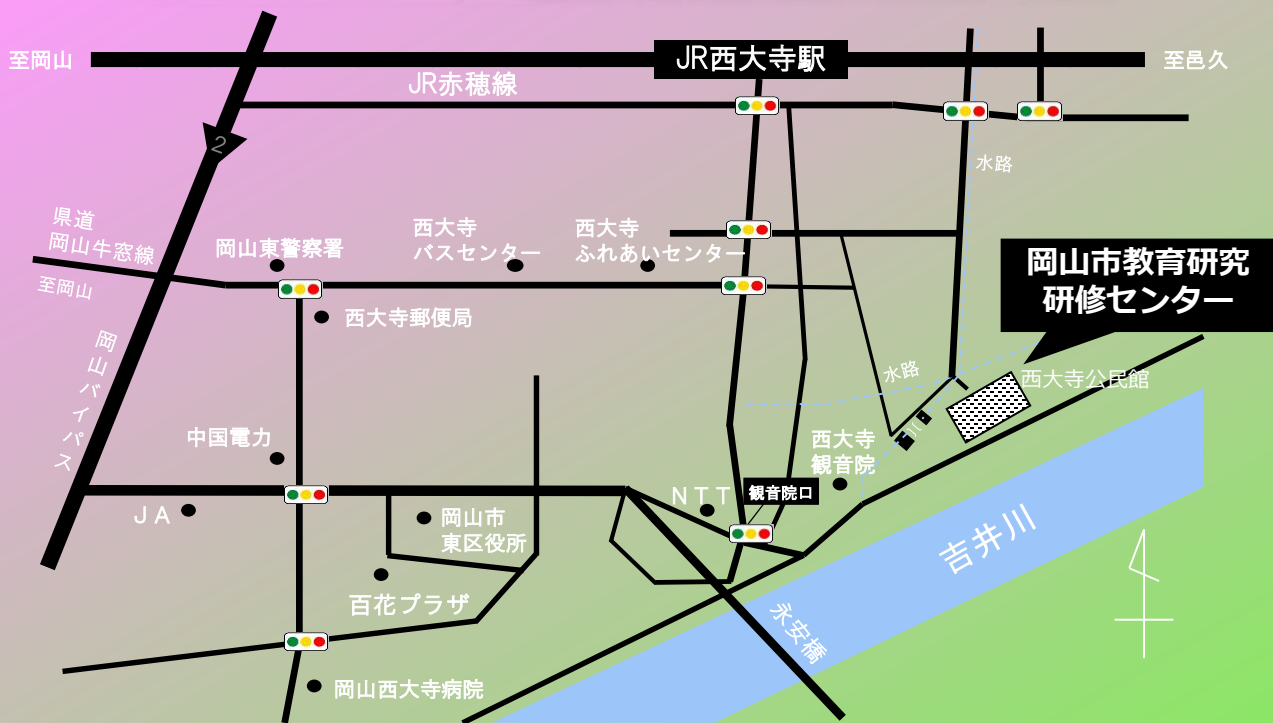 至岡山
JR西大寺駅
至邑久
JR赤穂線
2
水路
県道
岡山牛窓線
至岡山
岡山東警察署
西大寺
バスセンター
西大寺
ふれあいセンター
岡山市教育研究
研修センター
西大寺郵便局
岡山バイパス
水路
西大寺公民館
中国電力
西大寺
観音院
JA
岡山市
東区役所
NTT
観音院口
吉井川
百花プラザ
永安橋
岡山西大寺病院